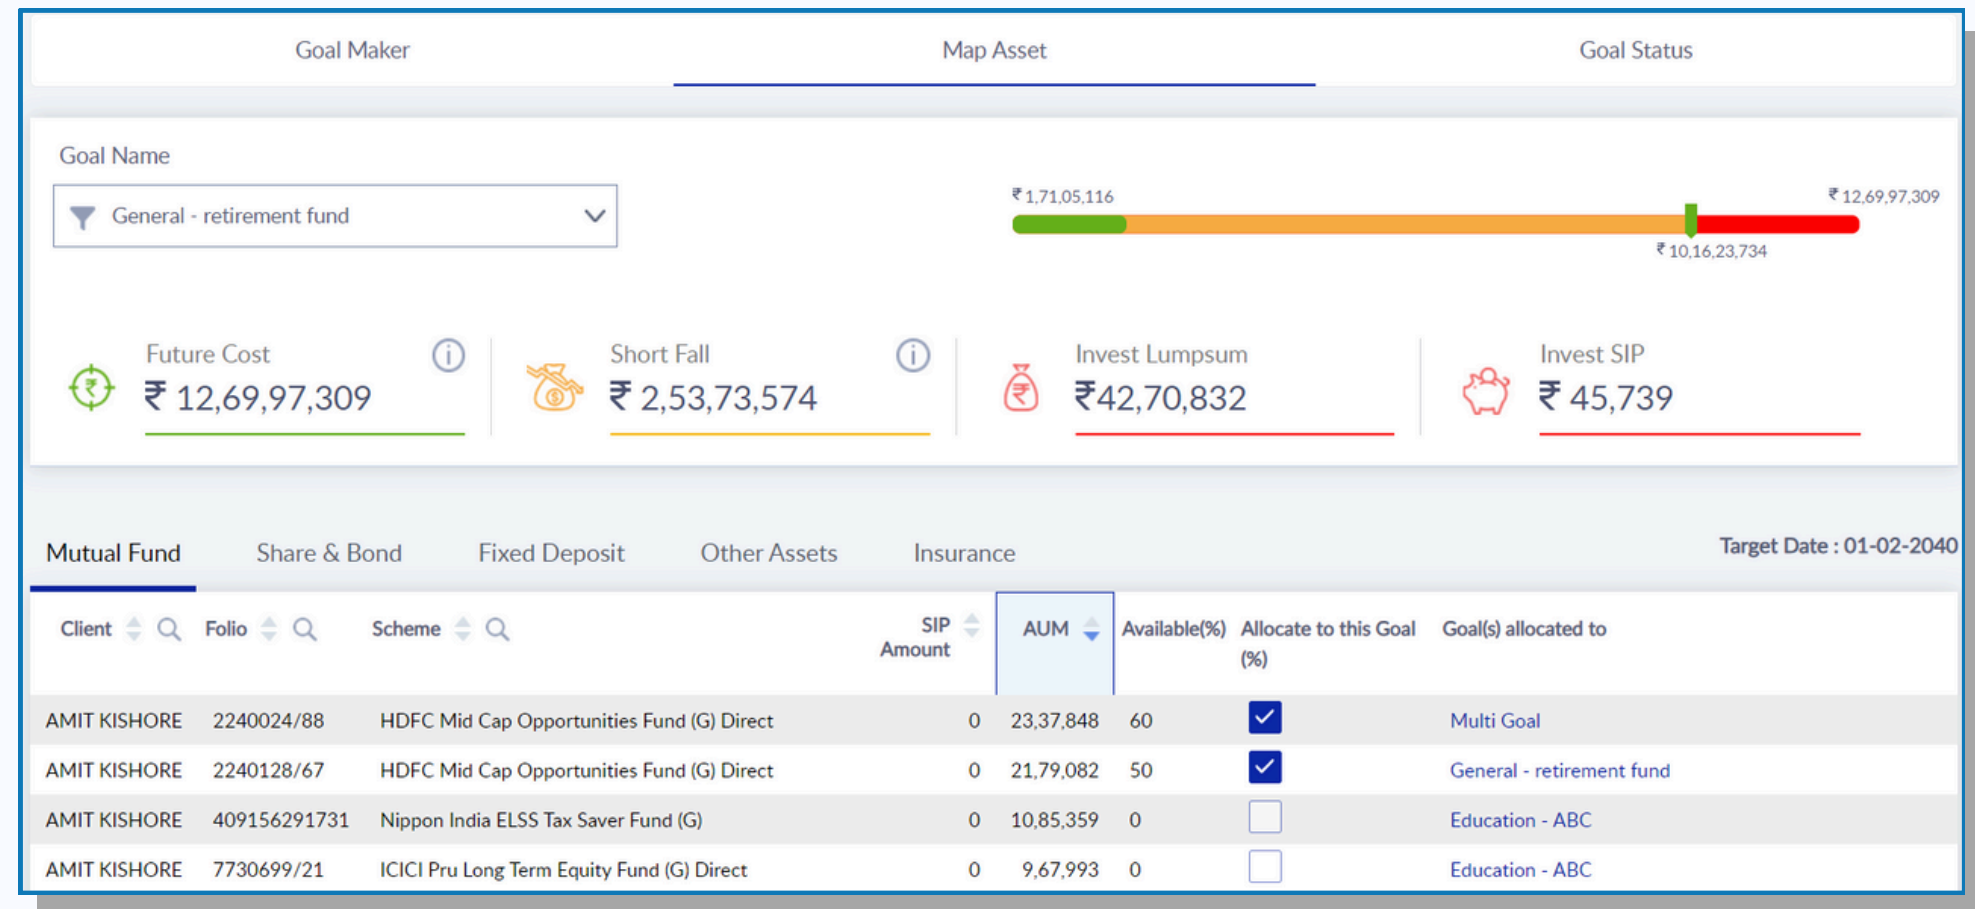 Goal Maker Map Asset Goal Status
Goal Name
General - retirement fund
₹ 1,71,05,116 ₹ 12,69,97,309
₹ 10,16,23,734
Future Cost Short Fall Invest Lumpsum Invest SIP
₹ 12,69,97,309 ₹ 2,53,73,574 ₹42,70,832 ₹ 45,739
Mutual Fund Share & Bond Fixed Deposit Other Assets Insurance Target Date : 01-02-2040
Client Folio Scheme SIP Amount AUM Available(%) Allocate to this Goal (%) Goal(s) allocated to
AMIT KISHORE 2240024/88 HDFC Mid Cap Opportunities Fund (G) Direct 0 23,37,848 60 Multi Goal
AMIT KISHORE 2240128/67 HDFC Mid Cap Opportunities Fund (G) Direct 0 21,79,082 50 General - retirement fund
AMIT KISHORE 409156291731 Nippon India ELSS Tax Saver Fund (G) 0 10,85,359 0 Education - ABC
AMIT KISHORE 7730699/21 ICICI Pru Long Term Equity Fund (G) Direct 0 9,67,993 0 Education - ABC